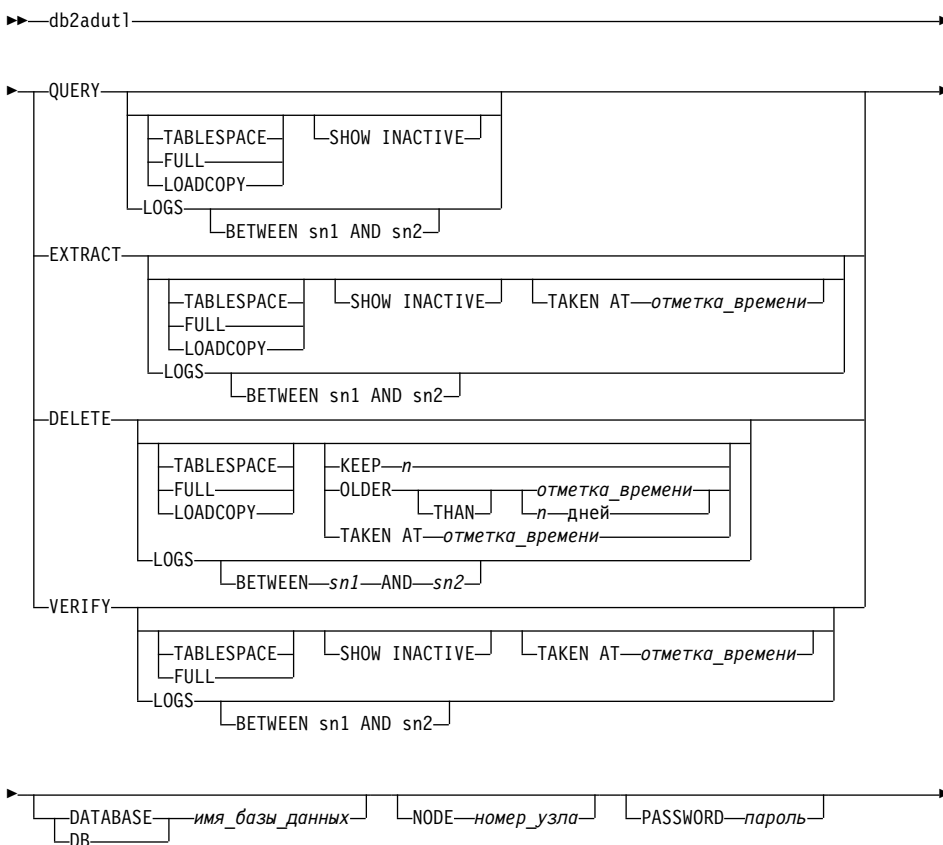 db2adutl
QUERY
TABLESPACE SHOW INACTIVE
FULL
LOADCOPY
LOGS
BETWEEN sn1 AND sn2
EXTRACT
TABLESPACE SHOW INACTIVE TAKEN AT отметка_времени
FULL
LOADCOPY
LOGS
BETWEEN sn1 AND sn2
DELETE
TABLESPACE KEEP n
FULL OLDER отметка_времени
LOADCOPY THAN n дней
TAKEN AT отметка_времени
LOGS
BETWEEN sn1 AND sn2
VERIFY
TABLESPACE SHOW INACTIVE TAKEN AT отметка_времени
FULL
LOGS
BETWEEN sn1 AND sn2
DATABASE имя_базы_данных NODE номер_узла PASSWORD пароль
DB